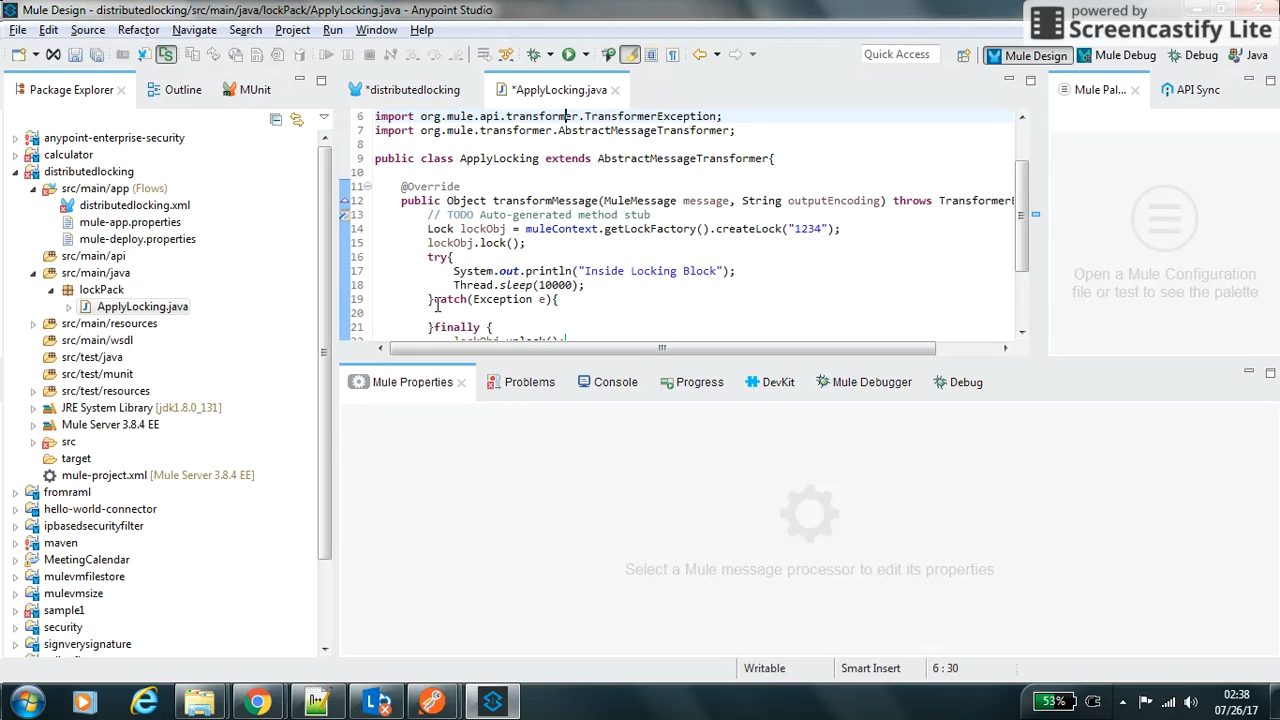 Mule Design - distributedlocking/src/main/java/lockPack/ApplyLocking.java - Anypoint Studio
powered by
Screencastify Lite
File Edit Source Refactor Navigate Search Project Run Window Help
Quick Access
Mule Design
Mule Debug
Debug
Java
Package Explorer
Outline
MUnit
*distributedlocking
*ApplyLocking.java
Mule Pal...
API Sync
anypoint-enterprise-security
calculator
distributedlocking
src/main/app (Flows)
distributedlocking.xml
mule-app.properties
mule-deploy.properties
src/main/api
src/main/java
lockPack
ApplyLocking.java
src/main/resources
src/main/wsdl
src/test/java
src/test/munit
src/test/resources
JRE System Library [jdk1.8.0_131]
Mule Server 3.8.4 EE
src
target
mule-project.xml [Mule Server 3.8.4 EE]
fromraml
hello-world-connector
ipbasedsecurityfilter
maven
MeetingCalendar
mulevmfilestore
mulevmsize
sample1
security
signverysignature
6 import org.mule.api.transformer.TransformerException;
7 import org.mule.transformer.AbstractMessageTransformer;
8
9 public class ApplyLocking extends AbstractMessageTransformer{
10
11 @Override
12 public Object transformMessage(MuleMessage message, String outputEncoding) throws TransformerE
13 // TODO Auto-generated method stub
14 Lock lockObj = muleContext.getLockFactory().createLock("1234");
15 lockObj.lock();
16 try{
17 System.out.println("Inside Locking Block");
18 Thread.sleep(10000);
19 }catch(Exception e){
20
21 }finally {
lockObj.unlock();
Open a Mule Configuration
file or test to see the palette
Mule Properties
Problems
Console
Progress
DevKit
Mule Debugger
Debug
Select a Mule message processor to edit its properties
Writable
Smart Insert
6 : 30
53%
02:38
07/26/17